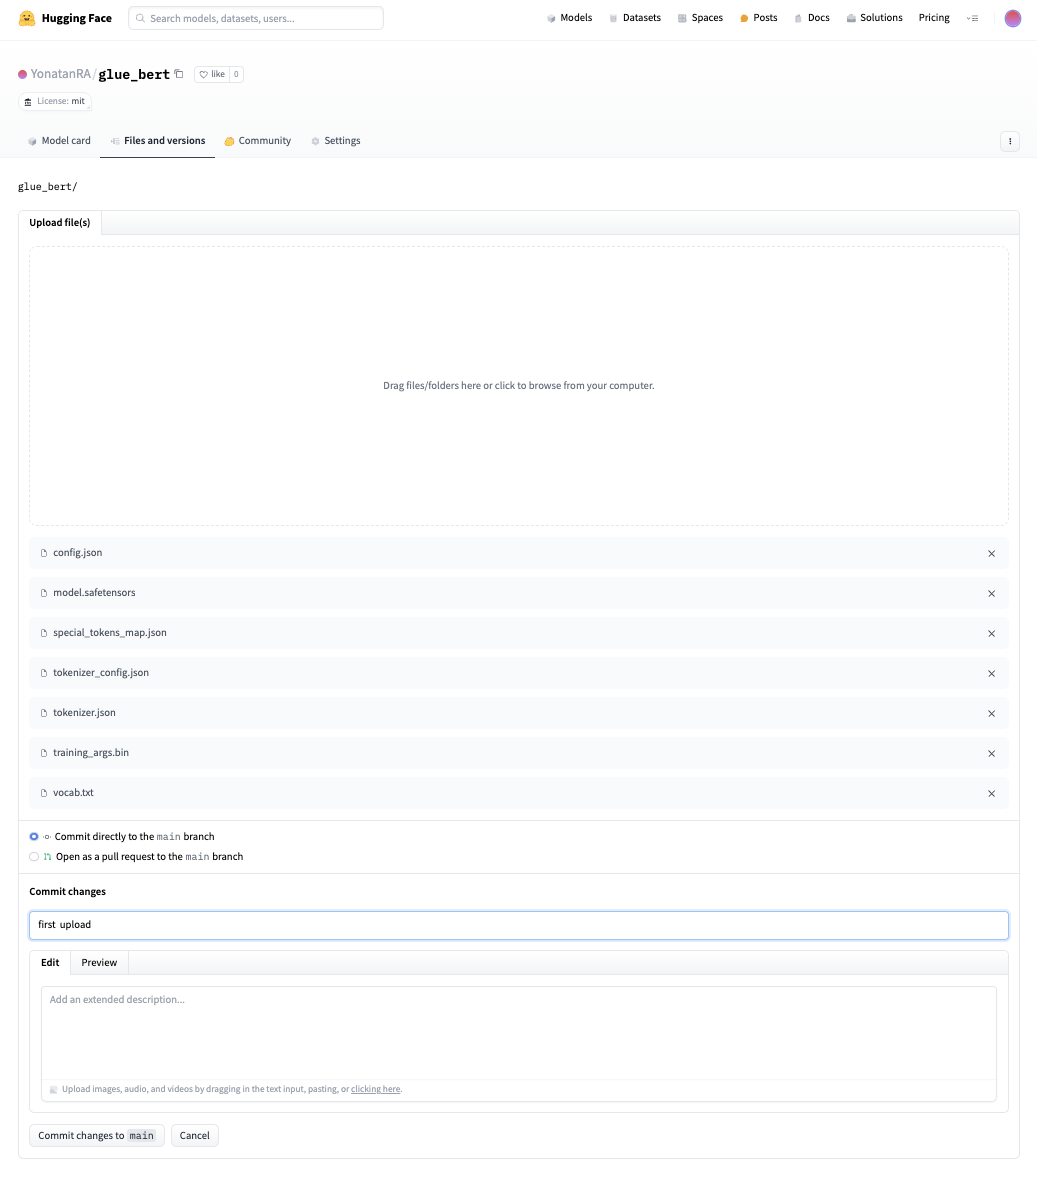 Hugging Face
Search models, datasets, users...
Models
Datasets
Spaces
Posts
Docs
Solutions
Pricing
YonatanRA/glue_bert
like
0
License: mit
Model card
Files and versions
Community
Settings
glue_bert/
Upload file(s)
Drag files/folders here or click to browse from your computer.
config.json
model.safetensors
special_tokens_map.json
tokenizer_config.json
tokenizer.json
training_args.bin
vocab.txt
Commit directly to the main branch
Open as a pull request to the main branch
Commit changes
first upload
Edit
Preview
Add an extended description...
Upload images, audio, and videos by dragging in the text input, pasting, or clicking here.
Commit changes to main
Cancel